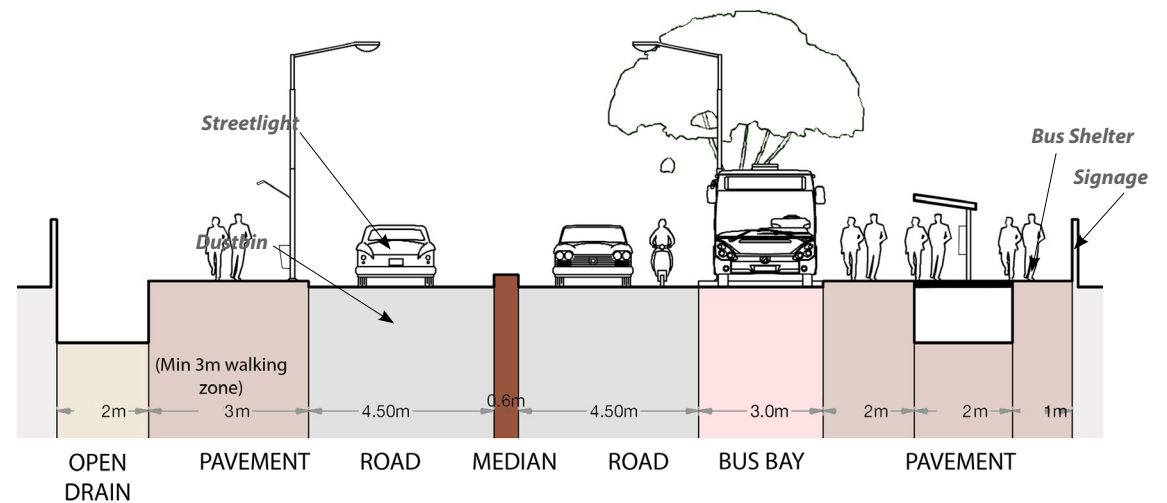 Streetlight
Bus Shelter
Signage
Dustbin
(Min 3m walking
zone)
2m
3m
4.50m
0.6m
4.50m
3.0m
2m
2m
1m
OPEN
DRAIN
PAVEMENT
ROAD
MEDIAN
ROAD
BUS BAY
PAVEMENT